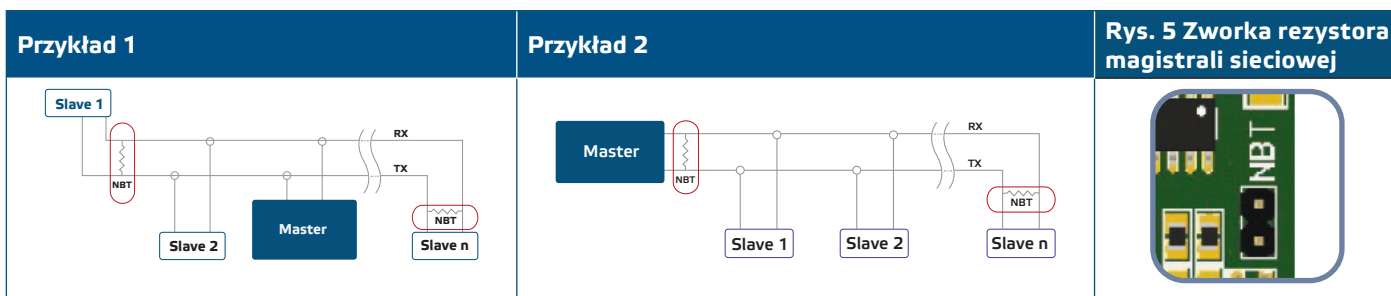 Przykład 1
Slave 1
RX
TX
NBT
NBT
Slave 2
Master
Slave n
Przykład 2
Master
RX
TX
NBT
NBT
Slave 1
Slave 2
Slave n
Rys. 5 Zworka rezystora
magistrali sieciowej
NBT